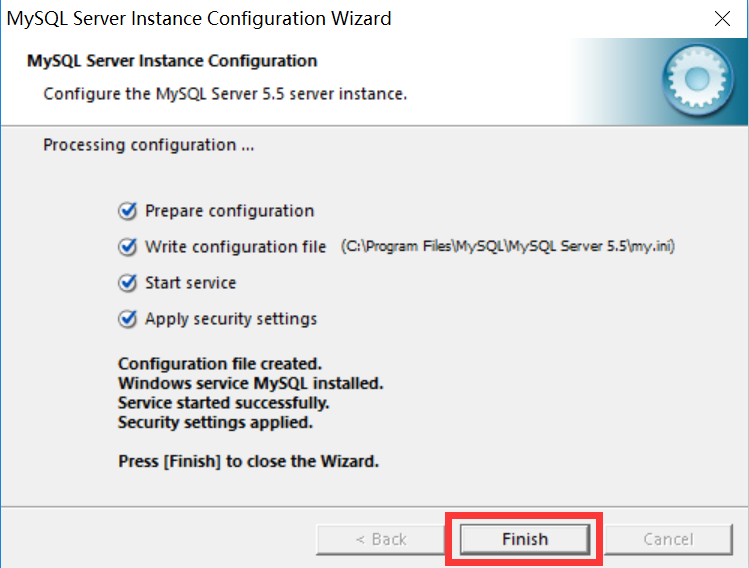 MySQL Server Instance Configuration Wizard
MySQL Server Instance Configuration
Configure the MySQL Server 5.5 server instance.
Processing configuration ...
Prepare configuration
Write configuration file (C:\Program Files\MySQL\MySQL Server 5.5\my.ini)
Start service
Apply security settings
Configuration file created.
Windows service MySQL installed.
Service started successfully.
Security settings applied.
Press [Finish] to close the Wizard.
< Back Finish Cancel